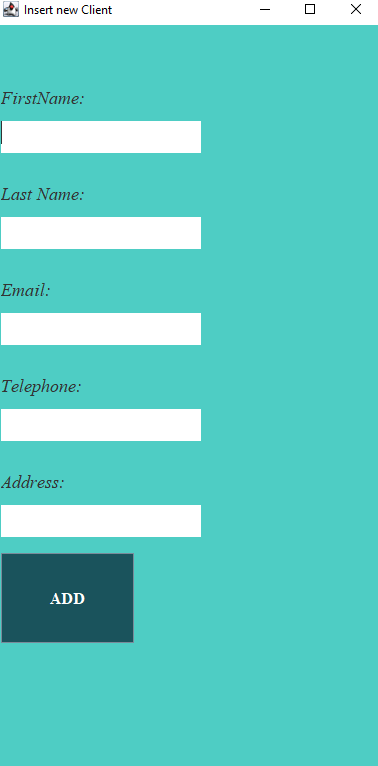 Insert new Client
FirstName:
Last Name:
Email:
Telephone:
Address:
ADD